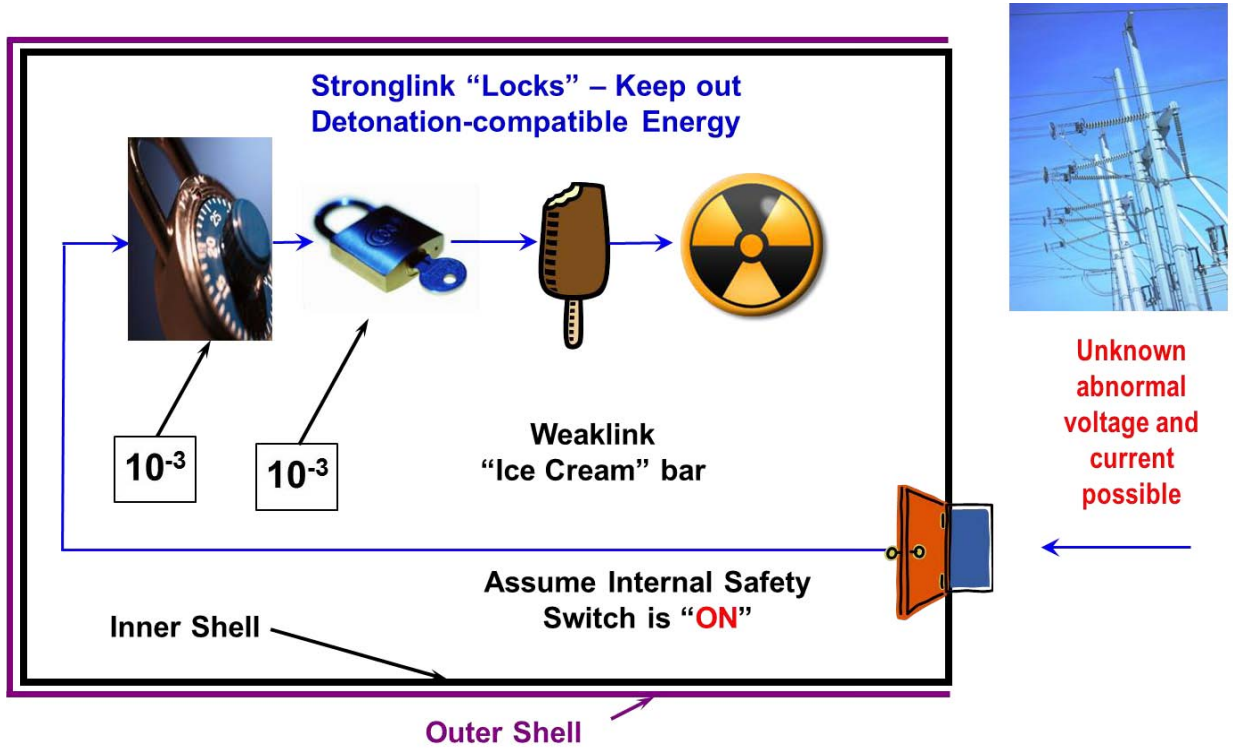 Stronglink “Locks” – Keep out
Detonation-compatible Energy
10-3
10-3
Weaklink
“Ice Cream” bar
Unknown
abnormal
voltage and
current
possible
Assume Internal Safety
Switch is “ON”
Inner Shell
Outer Shell